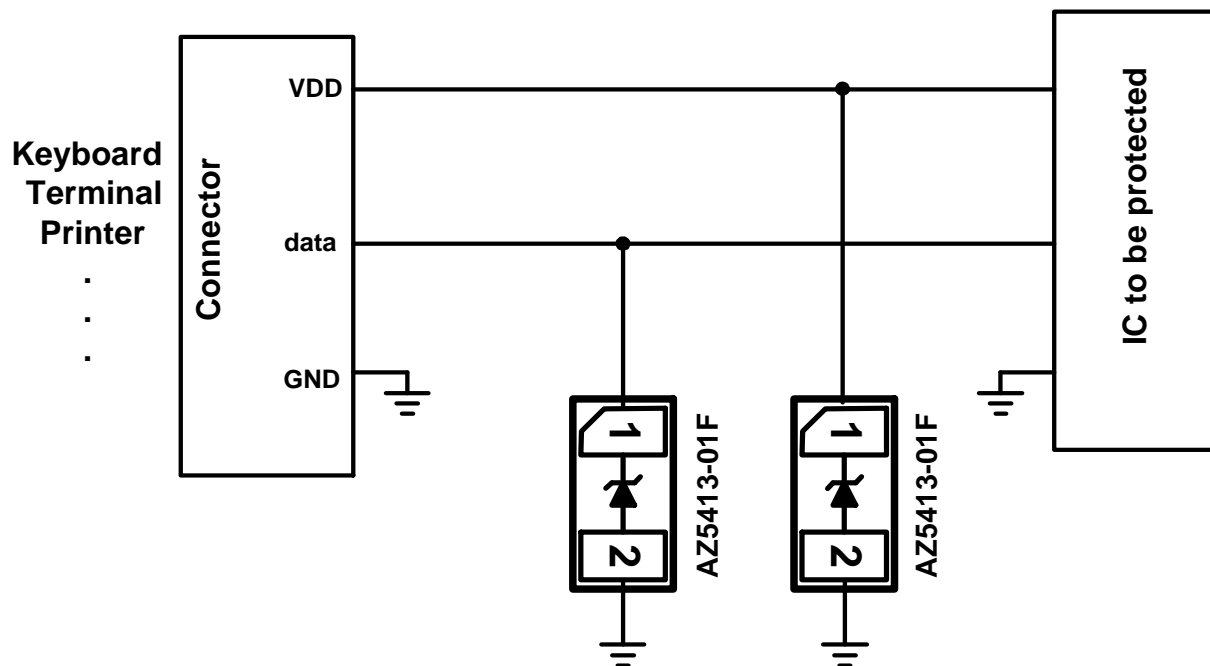 Keyboard
Terminal
Printer
.
.
.
Connector
VDD
data
GND
1
2
AZ5413-01F
1
2
AZ5413-01F
IC to be protected